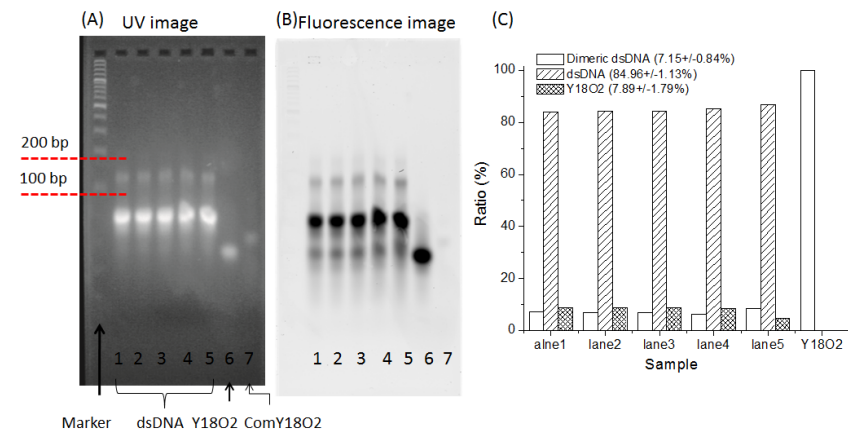 (A) UV image
200 bp
100 bp
1 2 3 4 5 6 7
Marker dsDNA Y18O2 ComY18O2
(B) Fluorescence image
1 2 3 4 5 6 7
(C)
Dimeric dsDNA (7.15+/-0.84%)
dsDNA (84.96+/-1.13%)
Y18O2 (7.89+/-1.79%)
Ratio (%)
100
80
60
40
20
0
alne1 lane2 lane3 lane4 lane5 Y18O2
Sample